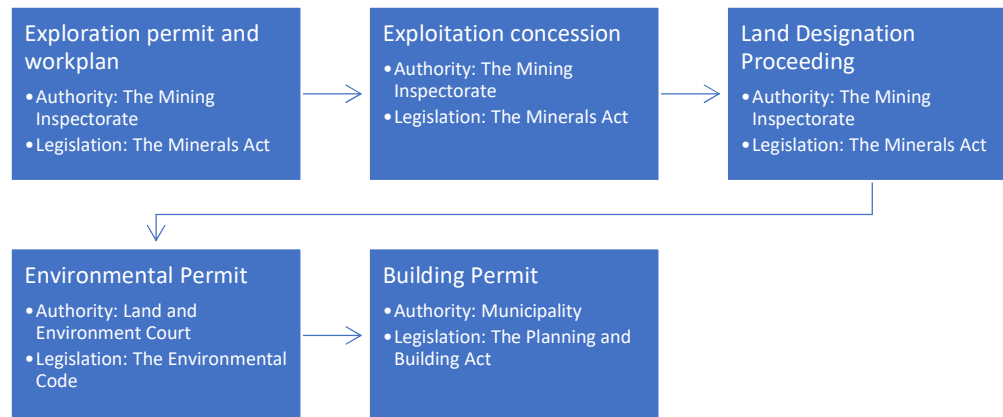 Exploration permit and
workplan
•Authority: The Mining
Inspectorate
•Legislation: The Minerals Act
Exploitation concession
•Authority: The Mining
Inspectorate
•Legislation: The Minerals Act
Land Designation
Proceeding
•Authority: The Mining
Inspectorate
•Legislation: The Minerals Act
Environmental Permit
•Authority: Land and
Environment Court
•Legislation: The Environmental
Code
Building Permit
•Authority: Municipality
•Legislation: The Planning and
Building Act